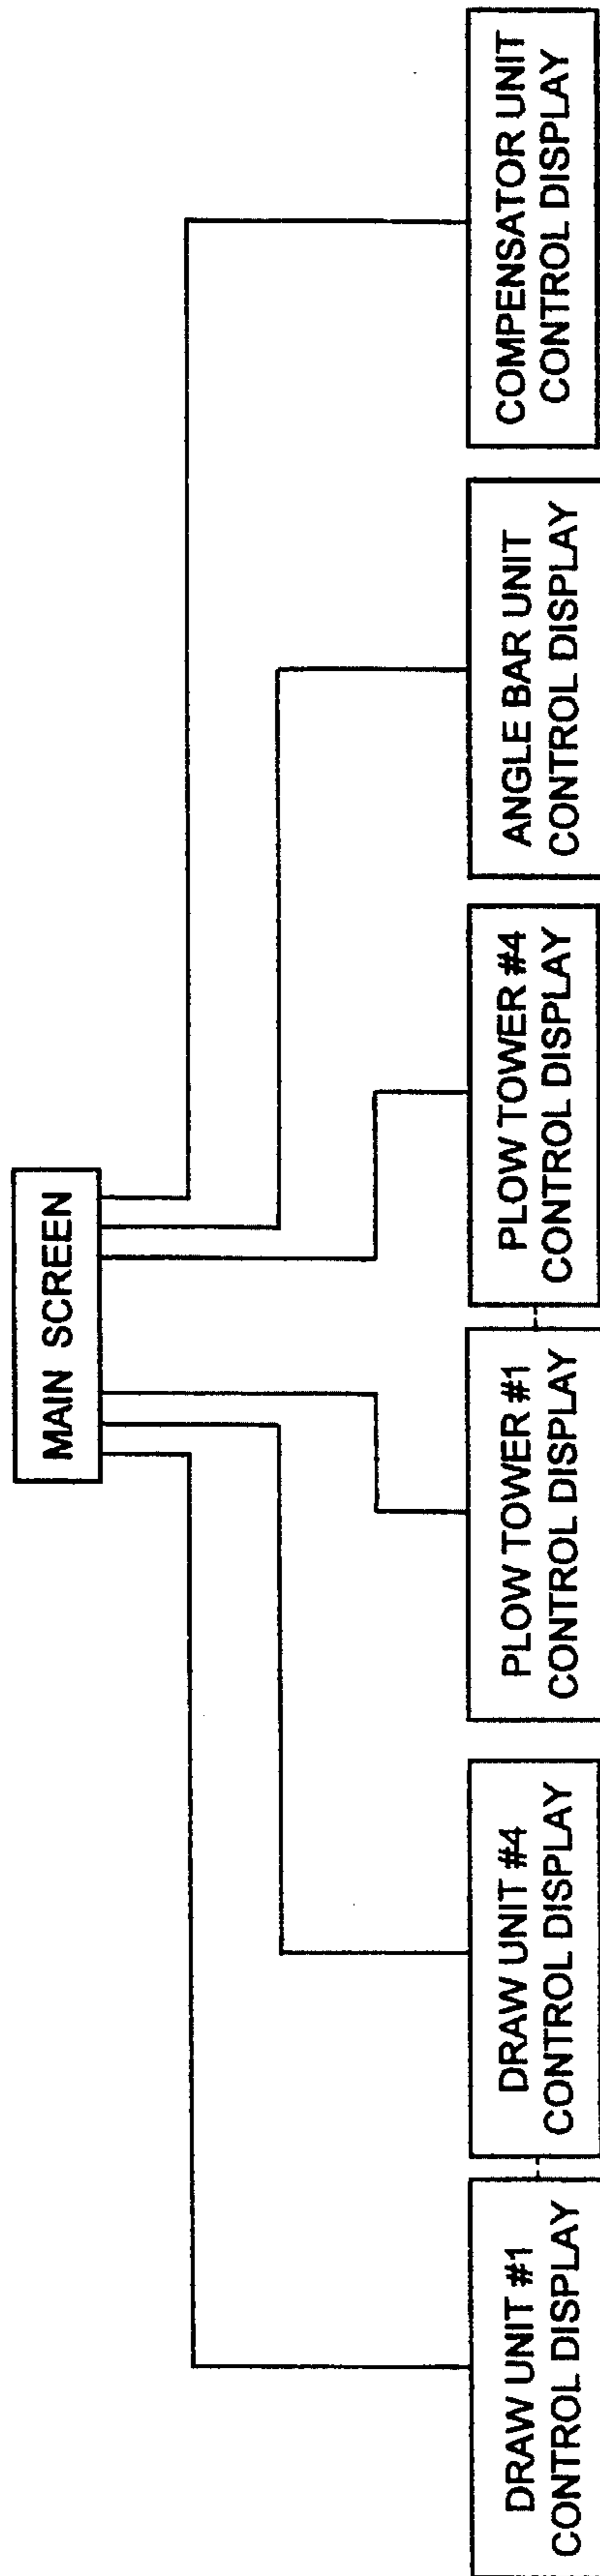 MAIN SCREEN
DRAW UNIT #1
CONTROL DISPLAY
DRAW UNIT #4
CONTROL DISPLAY
PLOW TOWER #1
CONTROL DISPLAY
PLOW TOWER #4
CONTROL DISPLAY
ANGLE BAR UNIT
CONTROL DISPLAY
COMPENSATOR UNIT
CONTROL DISPLAY